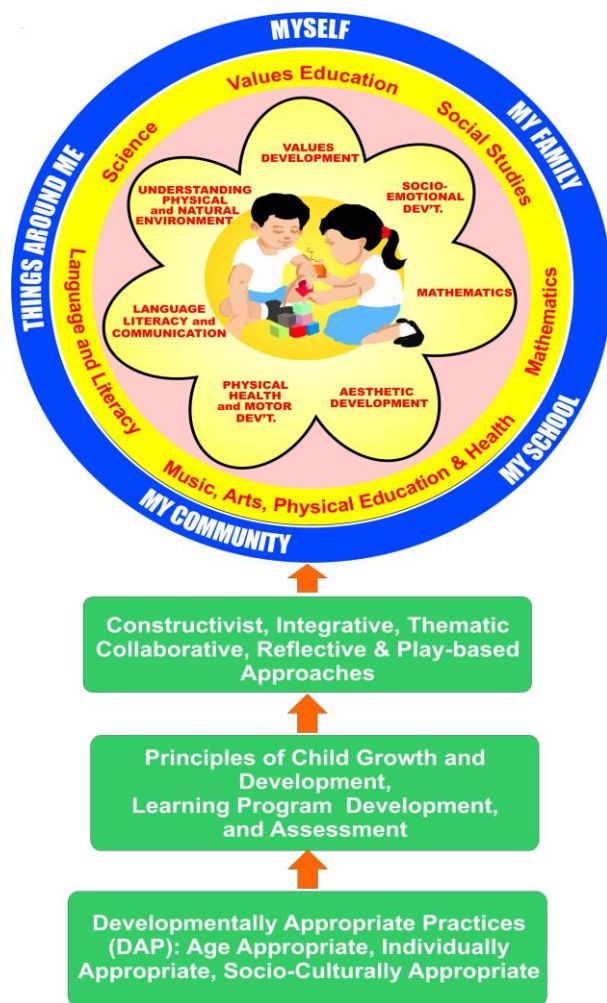 MYSELF
MY FAMILY
MY SCHOOL
MY COMMUNITY
THINGS AROUND ME
Values Education
Social Studies
Mathematics
Music, Arts, Physical Education & Health
Language and Literacy
Science
VALUES
DEVELOPMENT
SOCIO-
EMOTIONAL
DEV'T.
MATHEMATICS
AESTHETIC
DEVELOPMENT
PHYSICAL
HEALTH
and MOTOR
DEV'T.
LANGUAGE
LITERACY and
COMMUNICATION
UNDERSTANDING
PHYSICAL
and NATURAL
ENVIRONMENT
Constructivist, Integrative, Thematic
Collaborative, Reflective & Play-based
Approaches
Principles of Child Growth and
Development,
Learning Program Development,
and Assessment
Developmentally Appropriate Practices
(DAP): Age Appropriate, Individually
Appropriate, Socio-Culturally Appropriate